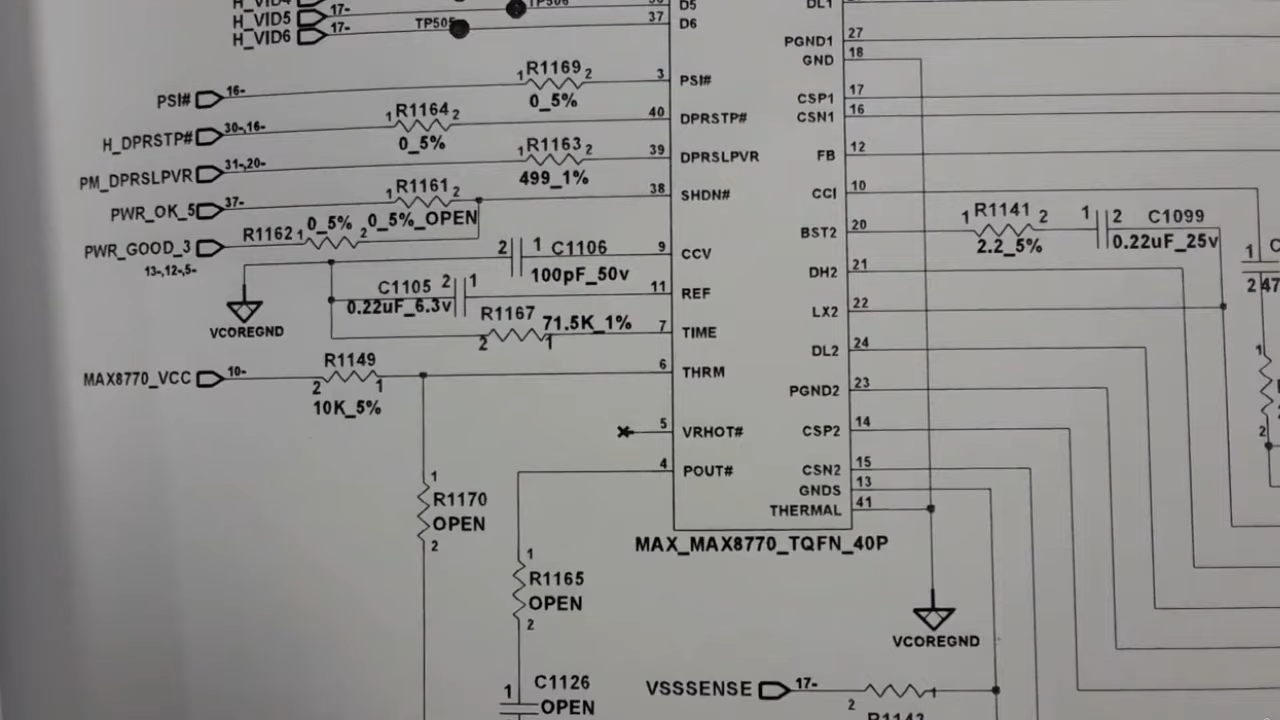 H_VID5 17-
H_VID6 17-
TP505
TP506
37 D6
D5
DL1
PGND1 27
GND 18
PSI# 16-
1 R1169 2
0_5%
3 PSI#
CSP1 17
CSN1 16
H_DPRSTP# 30-,16-
1 R1164 2
0_5%
40 DPRSTP#
PM_DPRSLPVR 31-,20-
1 R1163 2
499_1%
39 DPRSLPVR
FB 12
PWR_OK_5 37-
1 R1161 2
0_5%_OPEN
38 SHDN#
CCI 10
PWR_GOOD_3
13-,12-,5-
R1162 1 2
0_5%
BST2 20
1 R1141 2
2.2_5%
1 2 C1099
0.22uF_25v
2 1 C1106
100pF_50v
9 CCV
DH2 21
C1105 2 1
0.22uF_6.3v
11 REF
LX2 22
VCOREGND
R1167 71.5K_1%
2 1
7 TIME
DL2 24
MAX8770_VCC 10-
R1149
2 1
10K_5%
6 THRM
PGND2 23
5 VRHOT#
CSP2 14
4 POUT#
CSN2 15
GNDS 13
THERMAL 41
MAX_MAX8770_TQFN_40P
1
R1170
OPEN
2
1
R1165
OPEN
2
1 C1126
OPEN
VCOREGND
VSSSENSE 17-
2 1
1
2 47
1
2